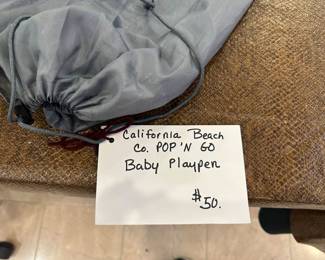 California Beach
Co. POP 'N GO
Baby Playpen
$50.